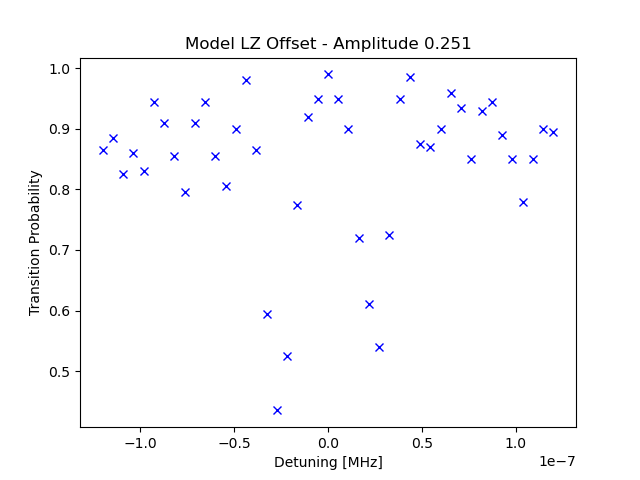 Model LZ Offset - Amplitude 0.251
1.0
0.9
0.8
0.7
0.6
0.5
Transition Probability
−1.0 −0.5 0.0 0.5 1.0
1e−7
Detuning [MHz]